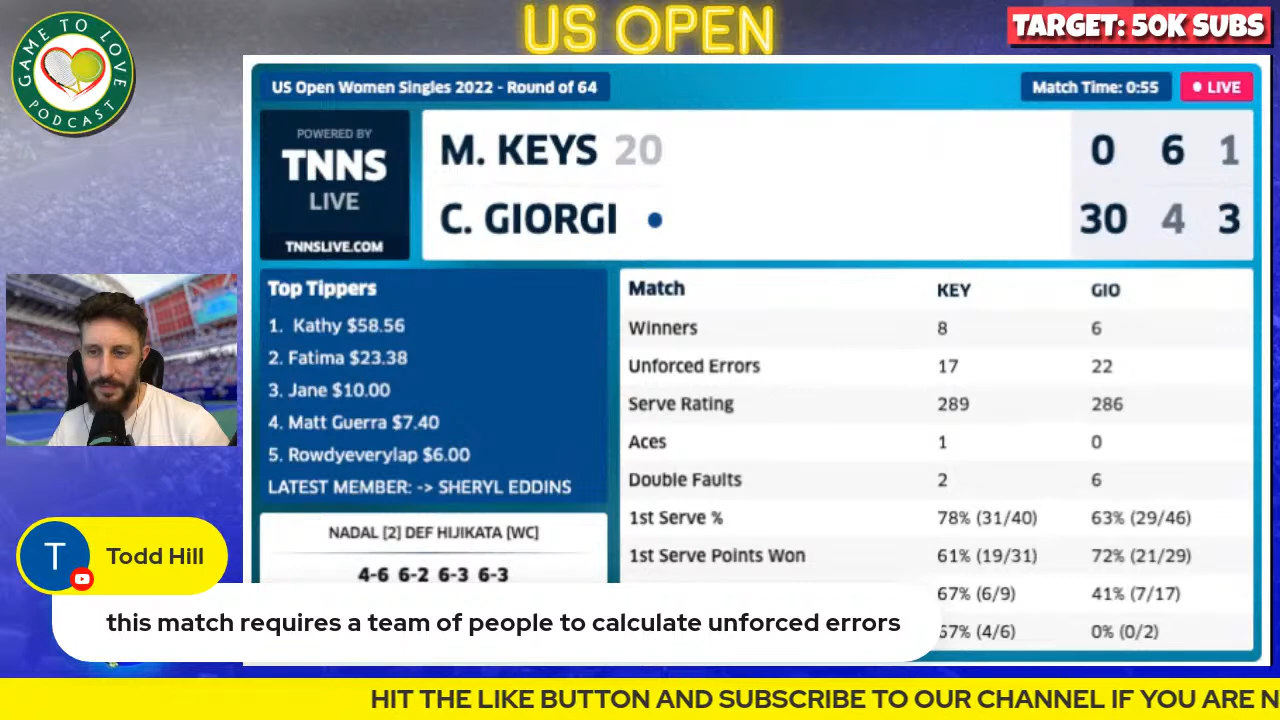 GAME TO LOVE
PODCAST
US OPEN
TARGET: 50K SUBS
US Open Women Singles 2022 - Round of 64
Match Time: 0:55
LIVE
POWERED BY
TNNS
LIVE
TNNSLIVE.COM
M. KEYS 20 0 6 1
C. GIORGI 30 4 3
Top Tippers
1. Kathy $58.56
2. Fatima $23.38
3. Jane $10.00
4. Matt Guerra $7.40
5. Rowdyeverylap $6.00
LATEST MEMBER: -> SHERYL EDDINS
NADAL [2] DEF HIJIKATA [WC]
4-6 6-2 6-3 6-3
Match KEY GIO
Winners 8 6
Unforced Errors 17 22
Serve Rating 289 286
Aces 1 0
Double Faults 2 6
1st Serve % 78% (31/40) 63% (29/46)
1st Serve Points Won 61% (19/31) 72% (21/29)
67% (6/9) 41% (7/17)
67% (4/6) 0% (0/2)
T Todd Hill
this match requires a team of people to calculate unforced errors
HIT THE LIKE BUTTON AND SUBSCRIBE TO OUR CHANNEL IF YOU ARE N